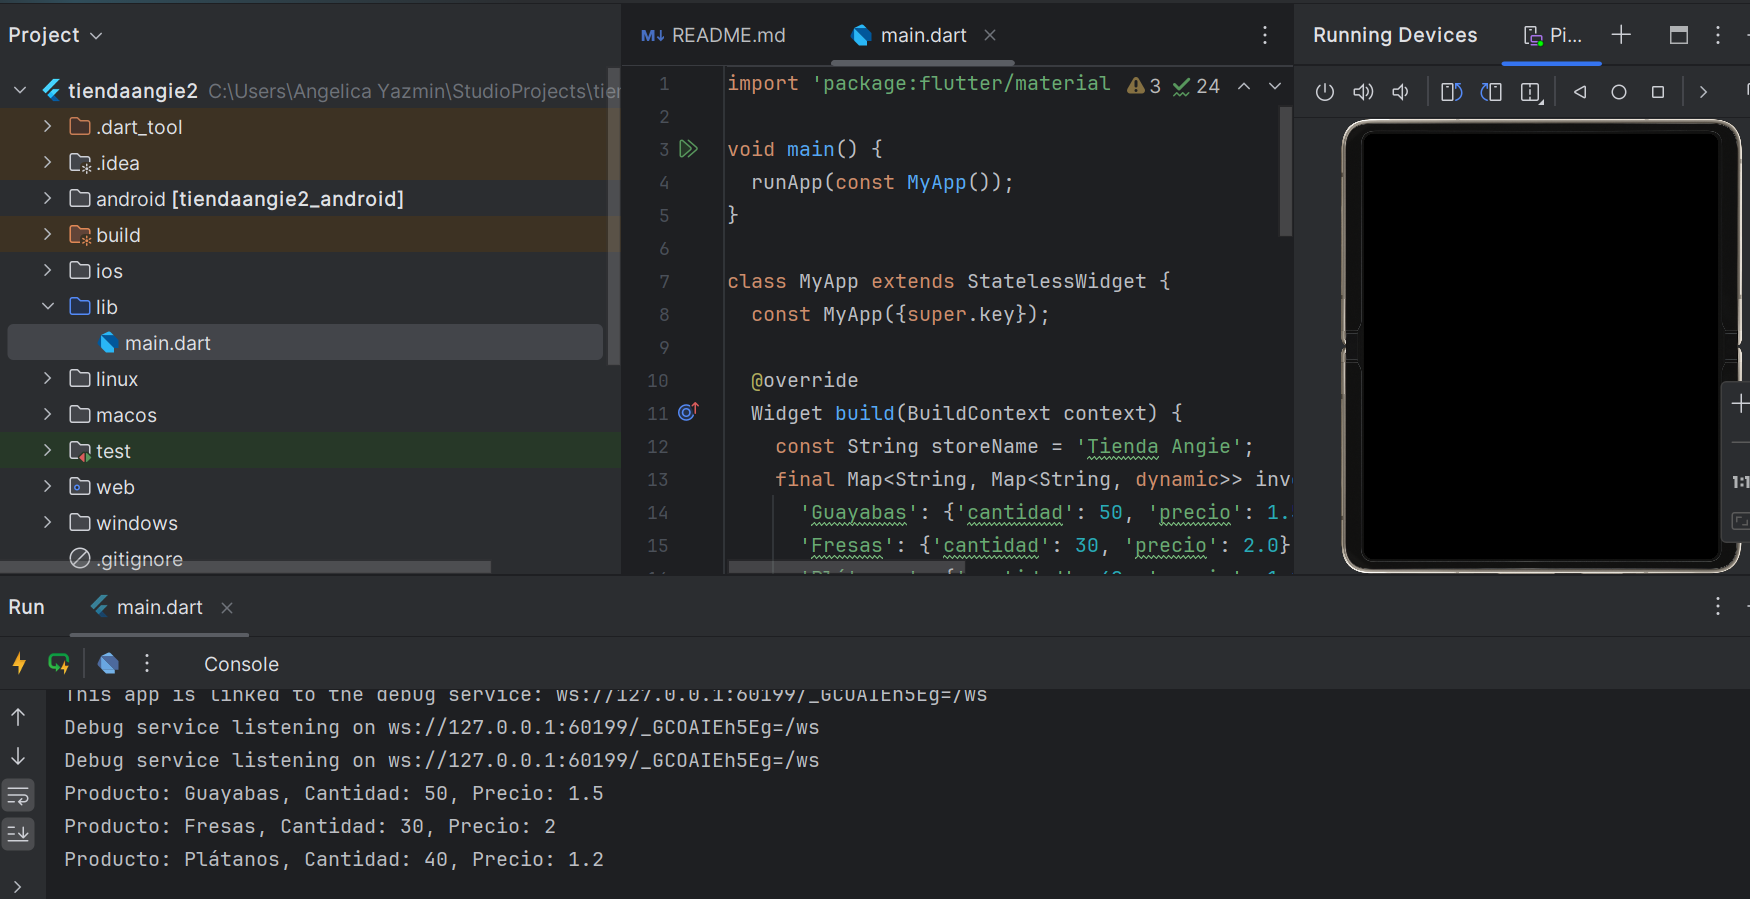 Project
tiendaangie2 C:\Users\Angelica Yazmin\StudioProjects\tie
.dart_tool
.idea
android [tiendaangie2_android]
build
ios
lib
main.dart
linux
macos
test
web
windows
.gitignore
M↓ README.md
main.dart
3 24
1 import 'package:flutter/material
2
3 void main() {
4 runApp(const MyApp());
5 }
6
7 class MyApp extends StatelessWidget {
8 const MyApp({super.key});
9
10 @override
11 Widget build(BuildContext context) {
12 const String storeName = 'Tienda Angie';
13 final Map<String, Map<String, dynamic>> inv
14 'Guayabas': {'cantidad': 50, 'precio': 1.
15 'Fresas': {'cantidad': 30, 'precio': 2.0}
Running Devices
Pi...
1:1
Run
main.dart
Console
This app is linked to the debug service: ws://127.0.0.1:60199/_GCOAIEh5Eg=/ws
Debug service listening on ws://127.0.0.1:60199/_GCOAIEh5Eg=/ws
Debug service listening on ws://127.0.0.1:60199/_GCOAIEh5Eg=/ws
Producto: Guayabas, Cantidad: 50, Precio: 1.5
Producto: Fresas, Cantidad: 30, Precio: 2
Producto: Plátanos, Cantidad: 40, Precio: 1.2